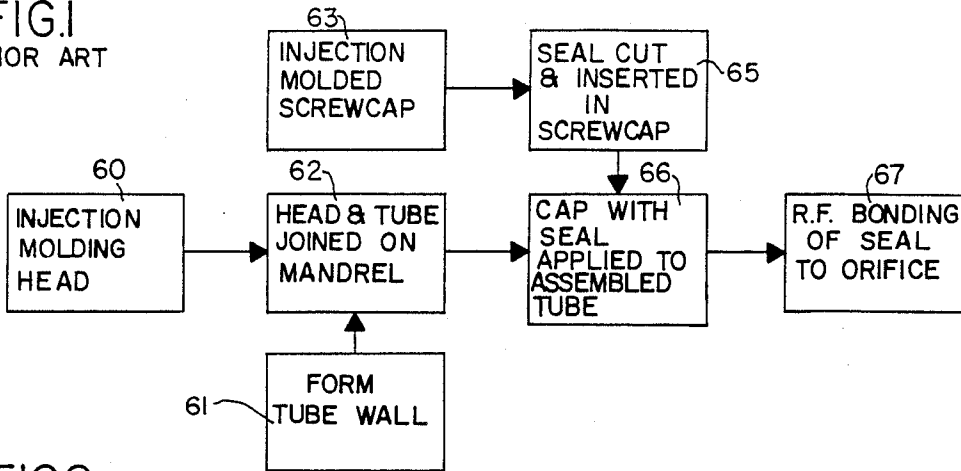 FIG.1
PRIOR ART
63
INJECTION
MOLDED
SCREWCAP
SEAL CUT
& INSERTED
IN
SCREWCAP
65
60
INJECTION
MOLDING
HEAD
62
HEAD & TUBE
JOINED ON
MANDREL
66
CAP WITH
SEAL
APPLIED TO
ASSEMBLED
TUBE
67
R.F. BONDING
OF SEAL
TO ORIFICE
61
FORM
TUBE WALL